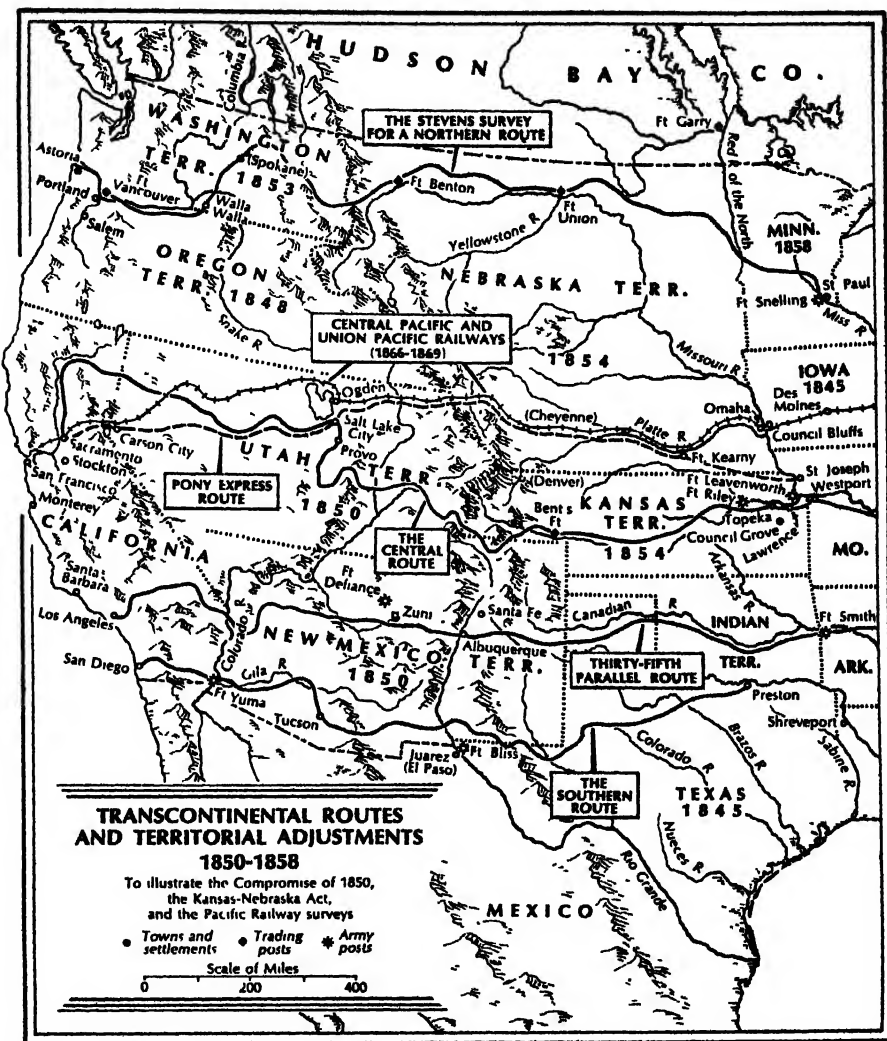 HUDSON BAY CO.
Columbia R
THE STEVENS SURVEY
FOR A NORTHERN ROUTE
Ft Garry
Red R of the North
WASHINGTON
TERR.
1853
(Spokane)
Astoria
Portland
Ft
Vancouver
Walla
Walla
Salem
Ft Benton
Ft
Union
Yellowstone R
MINN.
1858
St Paul
Ft Snelling
Miss R
OREGON
TERR 1848
Snake R
NEBRASKA TERR.
1854
CENTRAL PACIFIC AND
UNION PACIFIC RAILWAYS
(1866-1869)
Missouri R
IOWA
1845
Des
Moines
Ogden
(Cheyenne)
Platte R
Omaha
Council Bluffs
Carson City
Salt Lake
City
Provo
Ft. Kearny
Sacramento
Stockton
San Francisco
Monterey
UTAH
TERR
1850
PONY EXPRESS
ROUTE
(Denver)
St Joseph
Ft Leavenworth
Westport
Ft Riley
KANSAS
TERR.
1854
Bent's
Ft
Topeka
Council Grove
Lawrence
MO.
CALIFORNIA
THE
CENTRAL
ROUTE
Arkansas R
Santa
Barbara
Los Angeles
Ft
Defiance
Zuni
Santa Fe
Canadian R
INDIAN
TERR.
Ft Smith
Colorado R
NEW MEXICO
TERR.
1850
Albuquerque
THIRTY-FIFTH
PARALLEL ROUTE
ARK.
San Diego
Gila R
Ft Yuma
Tucson
Preston
Shreveport
Juarez
(El Paso)
Ft Bliss
Colorado R
Brazos R
Sabine R
THE
SOUTHERN
ROUTE
TEXAS
1845
Nueces R
Rio Grande
MEXICO
TRANSCONTINENTAL ROUTES
AND TERRITORIAL ADJUSTMENTS
1850-1858
To illustrate the Compromise of 1850,
the Kansas-Nebraska Act,
and the Pacific Railway surveys
Towns and
settlements
Trading
posts
Army
posts
Scale of Miles
0 200 400